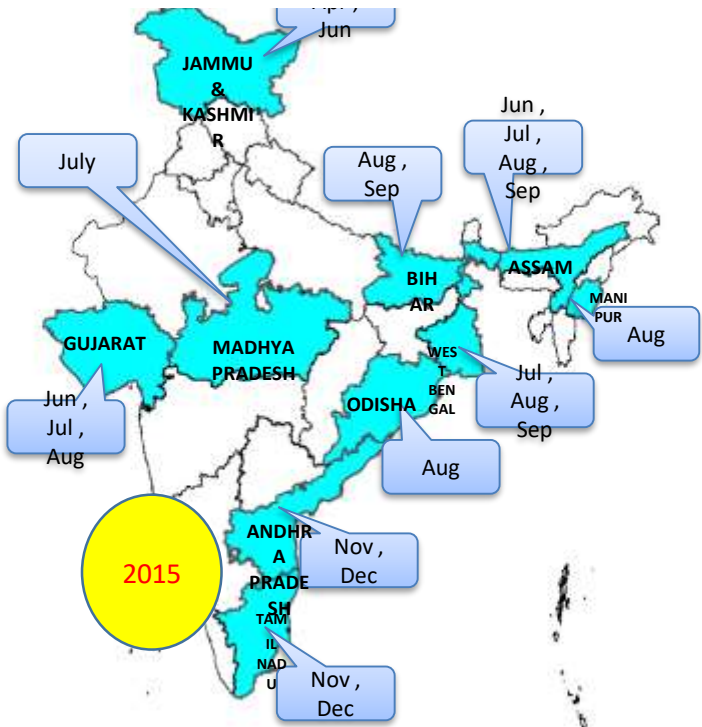 Apr ,
Jun
JAMMU
&
KASHMI
R
July
Aug ,
Sep
Jun ,
Jul ,
Aug ,
Sep
BIH
AR
ASSAM
MANI
PUR
Aug
GUJARAT
MADHYA
PRADESH
WES
T
BEN
GAL
Jul ,
Aug ,
Sep
Jun ,
Jul ,
Aug
ODISHA
Aug
2015
ANDHR
A
PRADE
SH
Nov ,
Dec
TAM
IL
NAD
U
Nov ,
Dec